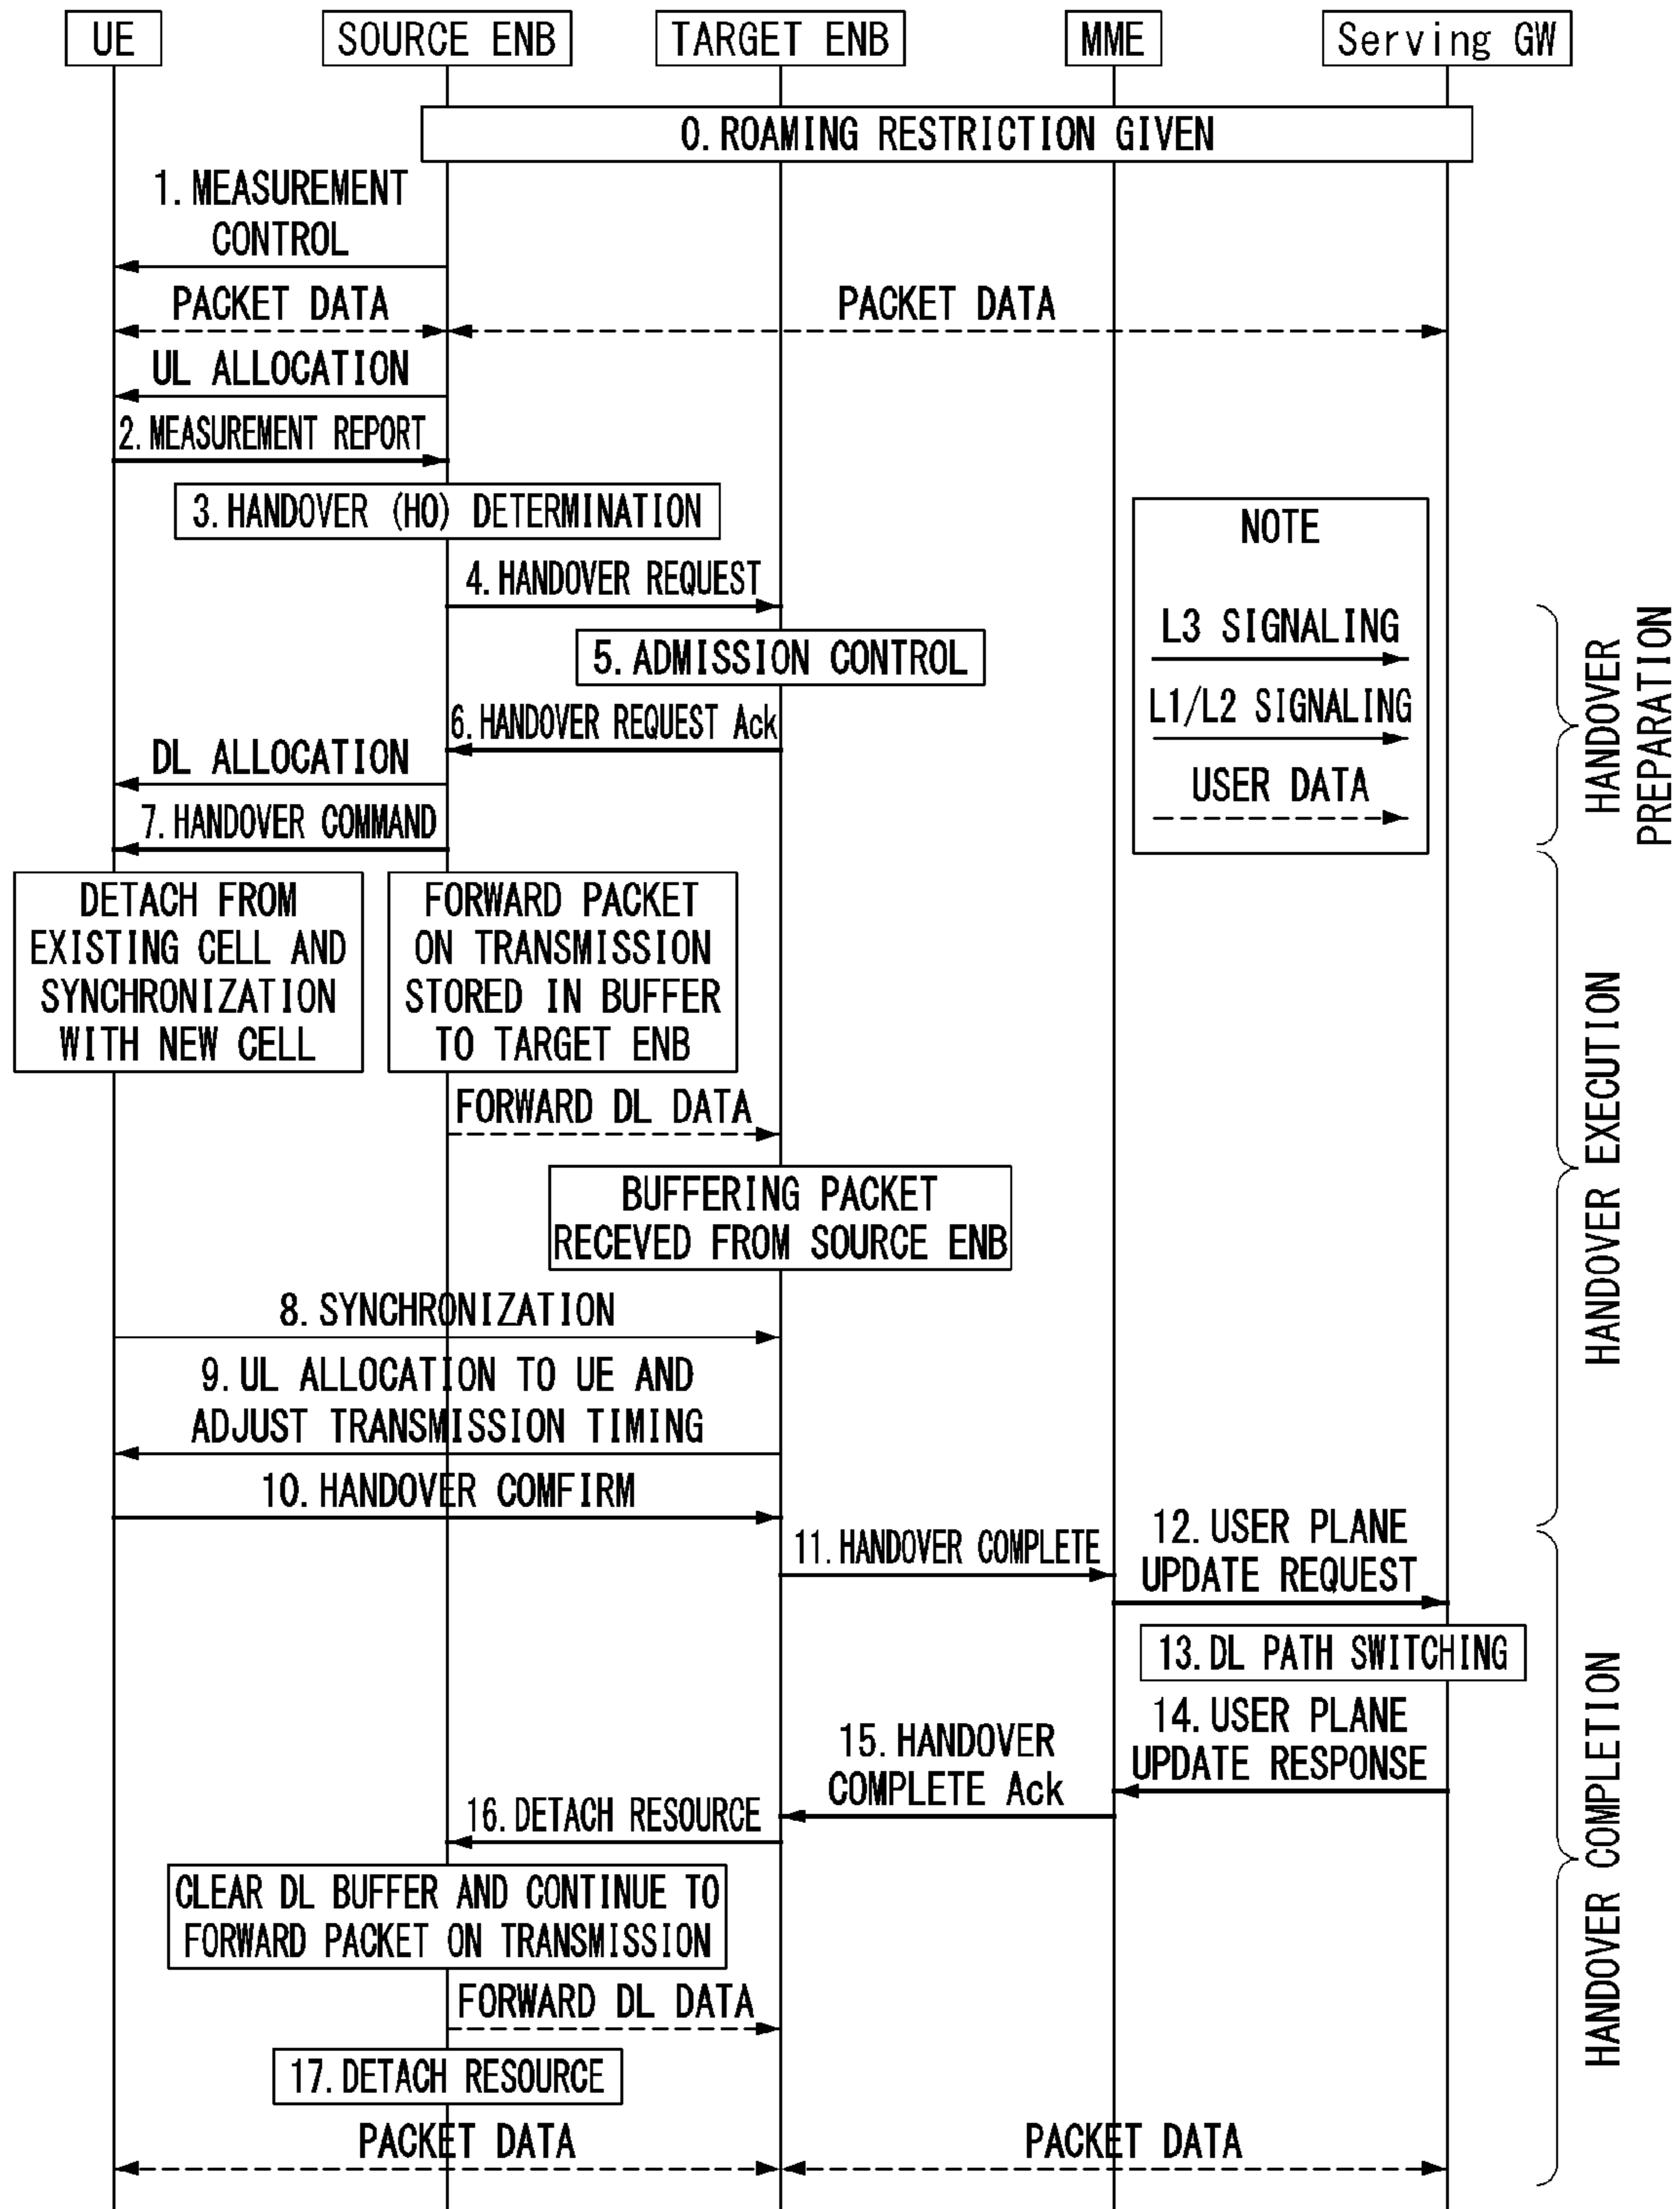 UE
SOURCE ENB
TARGET ENB
MME
Serving GW
0. ROAMING RESTRICTION GIVEN
1. MEASUREMENT
CONTROL
PACKET DATA
PACKET DATA
UL ALLOCATION
2. MEASUREMENT REPORT
3. HANDOVER (HO) DETERMINATION
NOTE
L3 SIGNALING
L1/L2 SIGNALING
USER DATA
4. HANDOVER REQUEST
5. ADMISSION CONTROL
6. HANDOVER REQUEST Ack
DL ALLOCATION
7. HANDOVER COMMAND
HANDOVER
PREPARATION
DETACH FROM
EXISTING CELL AND
SYNCHRONIZATION
WITH NEW CELL
FORWARD PACKET
ON TRANSMISSION
STORED IN BUFFER
TO TARGET ENB
FORWARD DL DATA
BUFFERING PACKET
RECEVED FROM SOURCE ENB
8. SYNCHRONIZATION
9. UL ALLOCATION TO UE AND
ADJUST TRANSMISSION TIMING
10. HANDOVER COMFIRM
HANDOVER EXECUTION
11. HANDOVER COMPLETE
12. USER PLANE
UPDATE REQUEST
13. DL PATH SWITCHING
14. USER PLANE
UPDATE RESPONSE
15. HANDOVER
COMPLETE Ack
16. DETACH RESOURCE
CLEAR DL BUFFER AND CONTINUE TO
FORWARD PACKET ON TRANSMISSION
FORWARD DL DATA
17. DETACH RESOURCE
PACKET DATA
PACKET DATA
HANDOVER COMPLETION